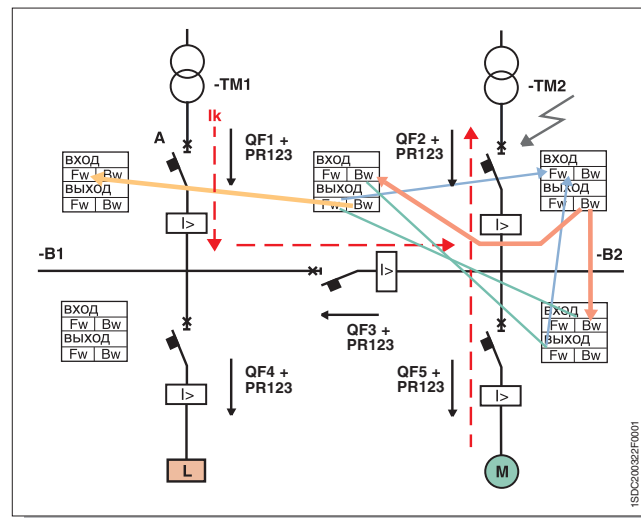 -TM1
-TM2
Ik
A
QF1 +
PR123
QF2 +
PR123
ВХОД
Fw Bw
ВЫХОД
Fw Bw
ВХОД
Fw Bw
ВЫХОД
Fw Bw
ВХОД
Fw Bw
ВЫХОД
Fw Bw
I>
I>
-B1
-B2
I>
ВХОД
Fw Bw
ВЫХОД
Fw Bw
QF3 +
PR123
ВХОД
Fw Bw
ВЫХОД
Fw Bw
QF4 +
PR123
QF5 +
PR123
I>
I>
L
M
1SDC200322F0001